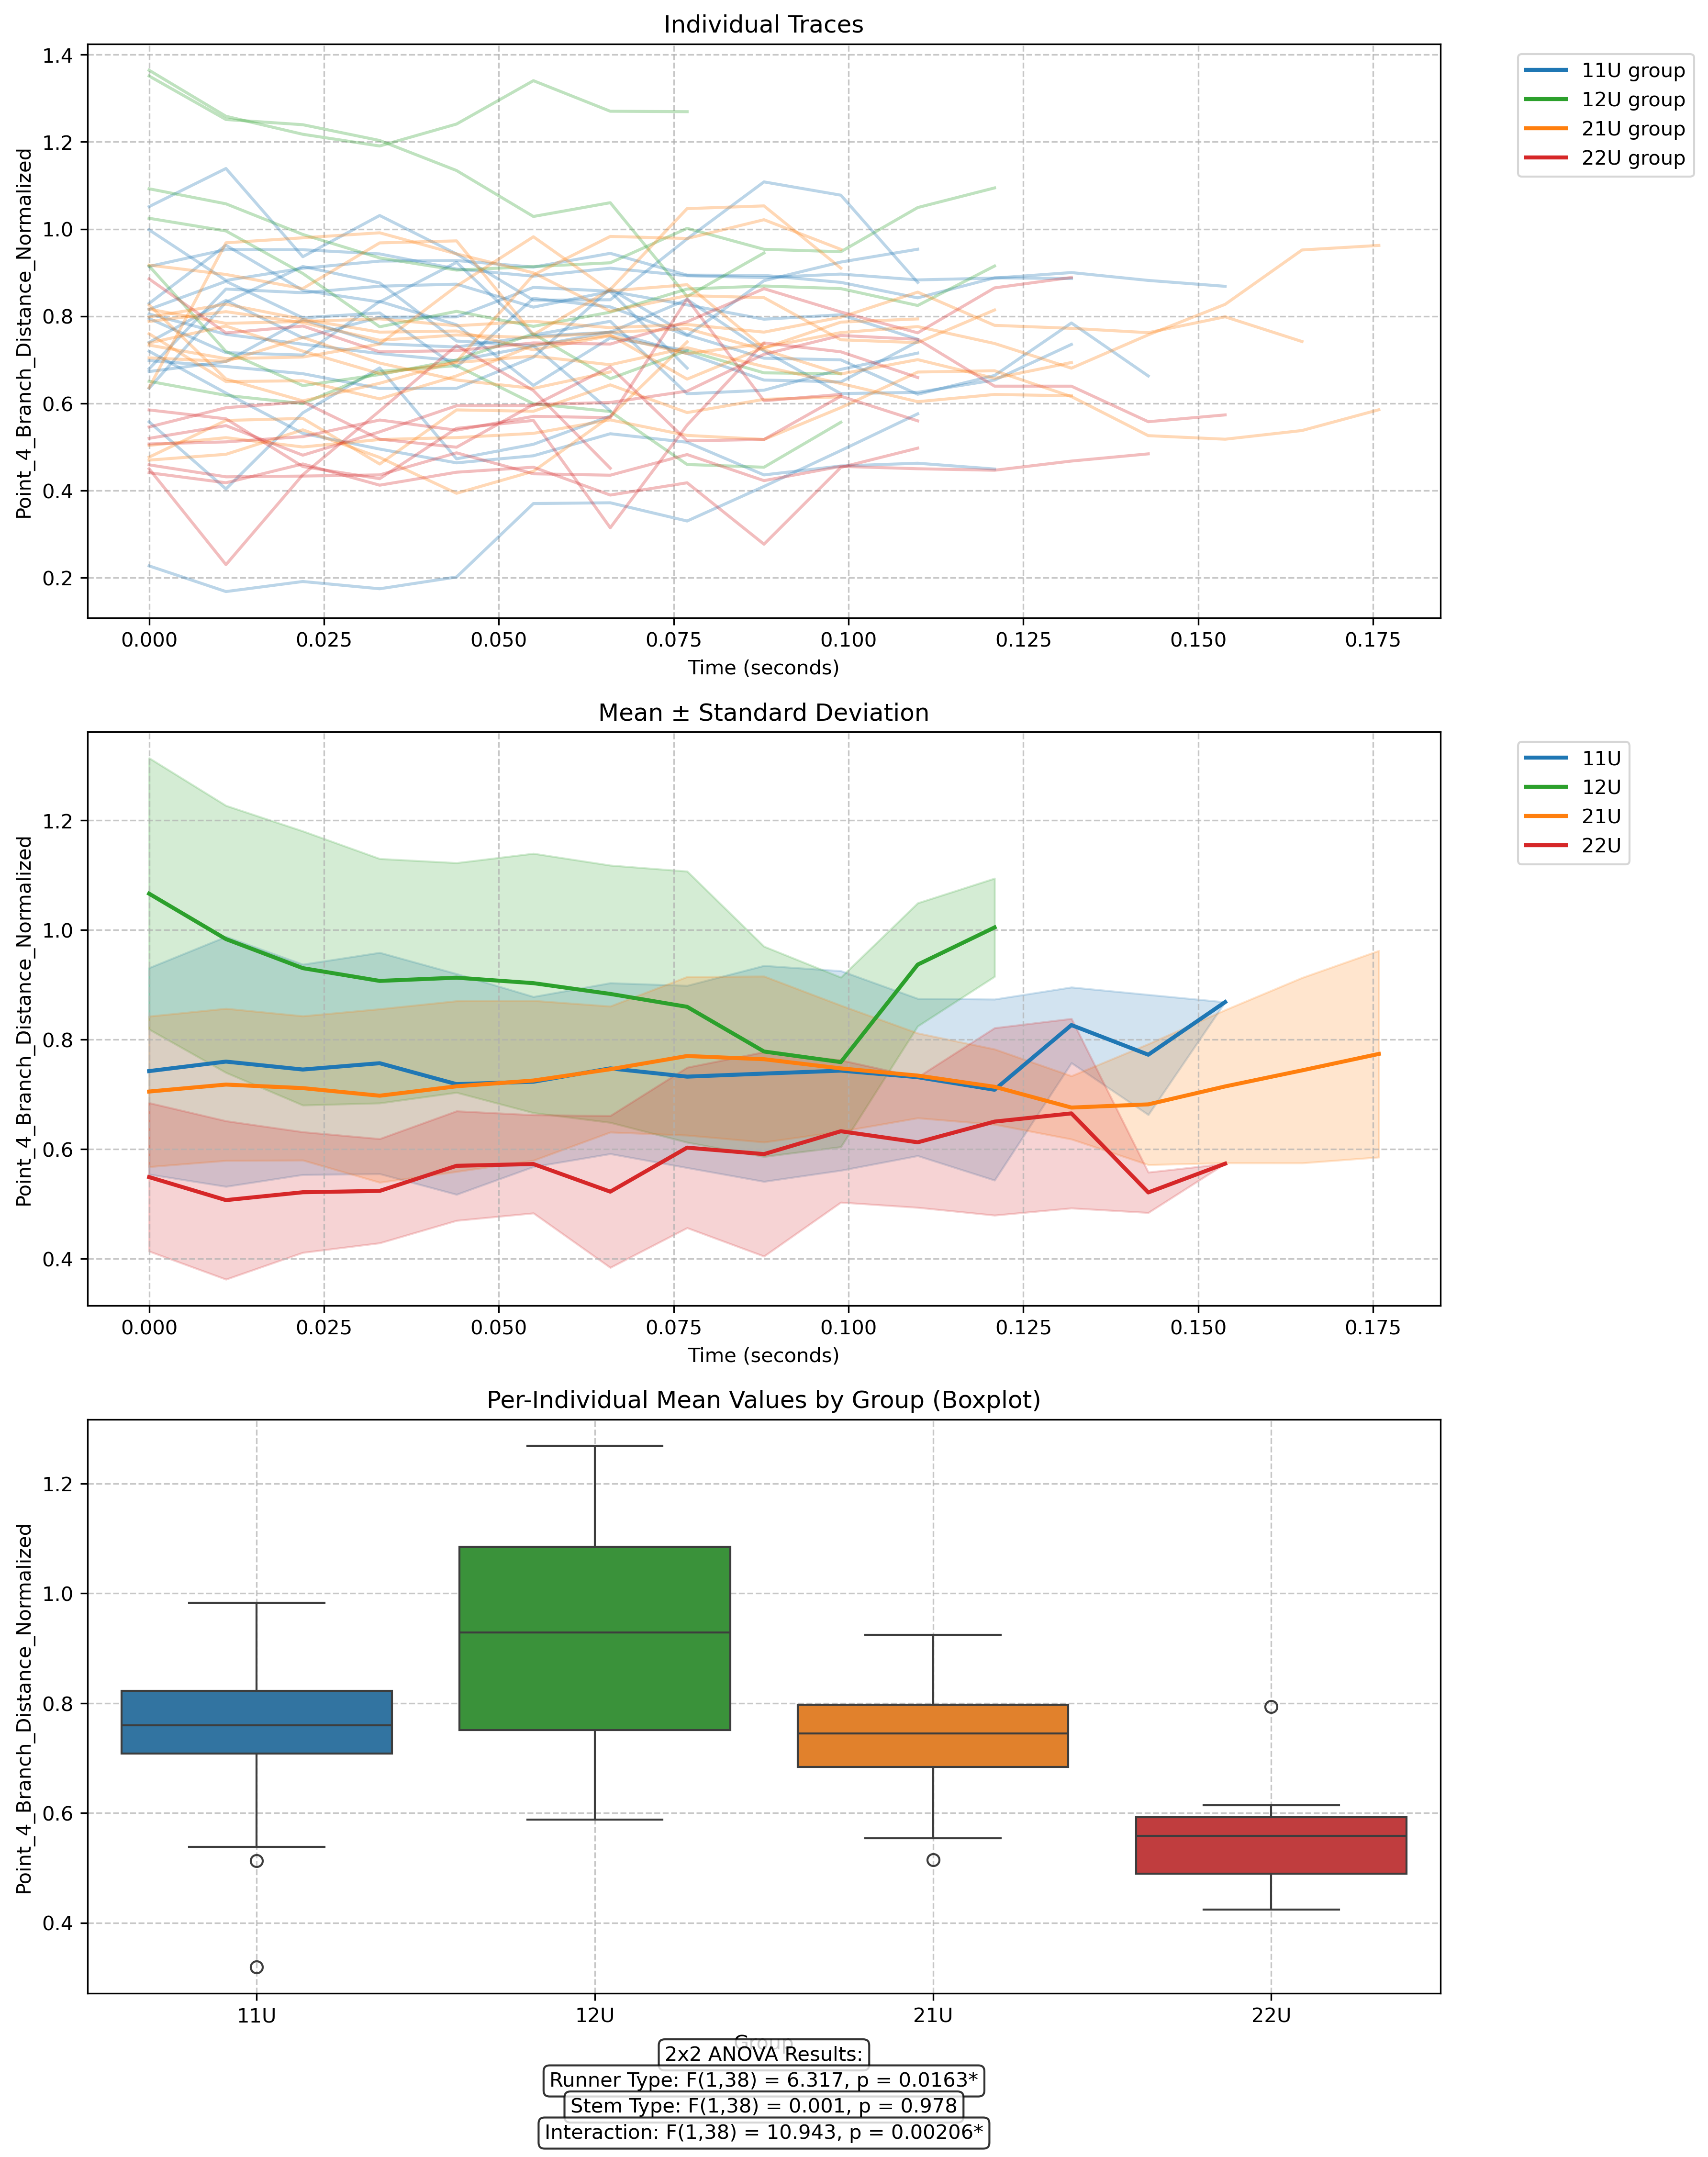 Individual Traces
1.4
1.2
1.0
0.8
0.6
0.4
0.2
Point_4_Branch_Distance_Normalized
0.000 0.025 0.050 0.075 0.100 0.125 0.150 0.175
Time (seconds)
11U group
12U group
21U group
22U group
Mean ± Standard Deviation
1.2
1.0
0.8
0.6
0.4
Point_4_Branch_Distance_Normalized
0.000 0.025 0.050 0.075 0.100 0.125 0.150 0.175
Time (seconds)
11U
12U
21U
22U
Per-Individual Mean Values by Group (Boxplot)
1.2
1.0
0.8
0.6
0.4
Point_4_Branch_Distance_Normalized
11U 12U 21U 22U
Group
2x2 ANOVA Results:
Runner Type: F(1,38) = 6.317, p = 0.0163*
Stem Type: F(1,38) = 0.001, p = 0.978
Interaction: F(1,38) = 10.943, p = 0.00206*